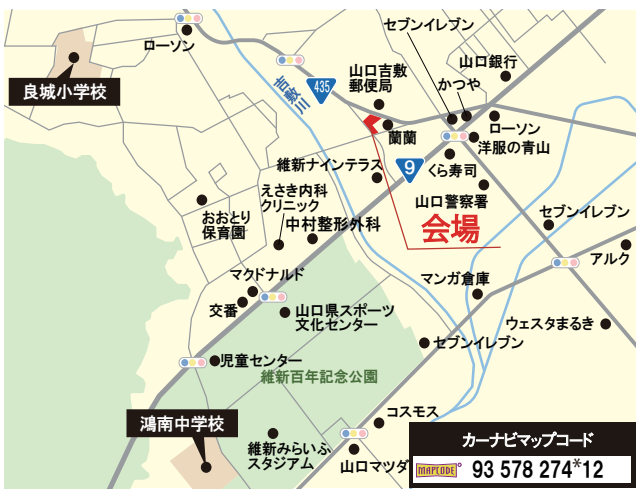 セブンイレブン
ローソン
山口銀行
山口吉敷
郵便局
かつや
435
吉敷川
良城小学校
ローソン
蘭蘭
洋服の青山
維新ナインテラス
9
くら寿司
えさき内科
クリニック
山口警察署
おおとり
保育園
中村整形外科
会場
セブンイレブン
アルク
マクドナルド
マンガ倉庫
交番
山口県スポーツ
文化センター
ウェスタまるき
セブンイレブン
児童センター
維新百年記念公園
コスモス
鴻南中学校
維新みらいふ
スタジアム
山口マツダ
カーナビマップコード
MAPCODE 93 578 274*12